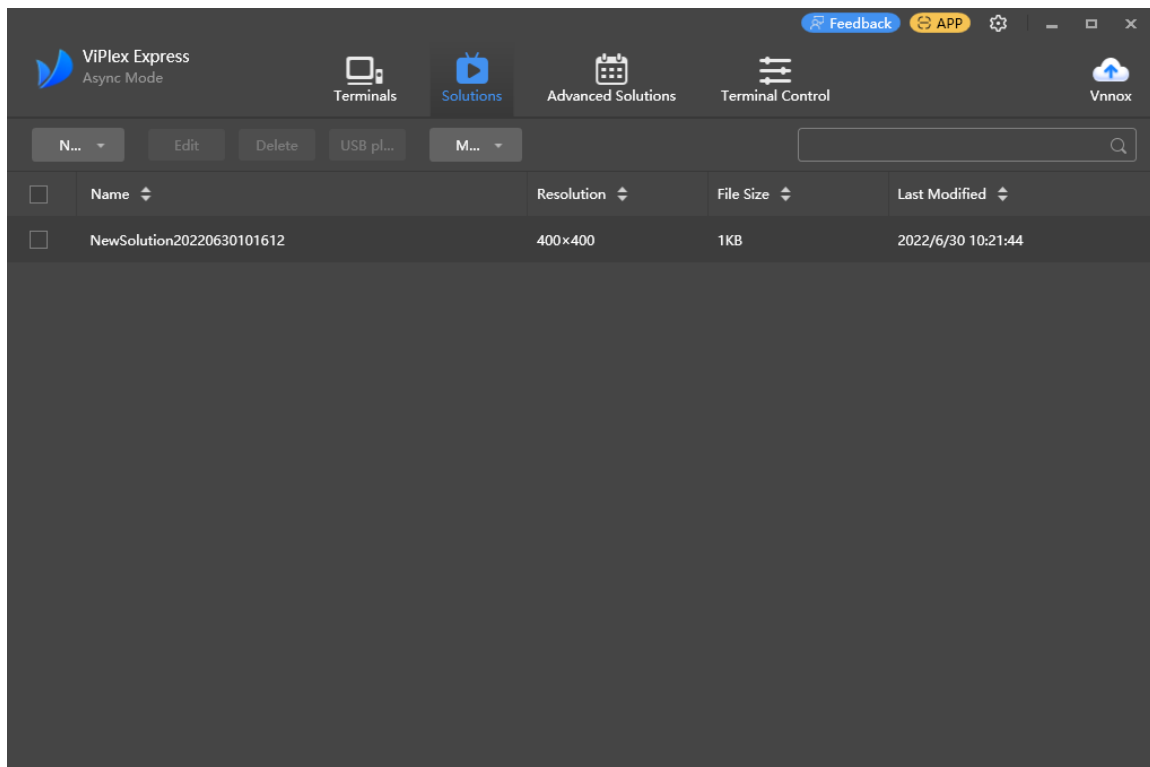 Feedback APP
ViPlex Express
Async Mode
Terminals Solutions Advanced Solutions Terminal Control Vnnox
N... Edit Delete USB pl... M...
Name Resolution File Size Last Modified
NewSolution20220630101612 400×400 1KB 2022/6/30 10:21:44